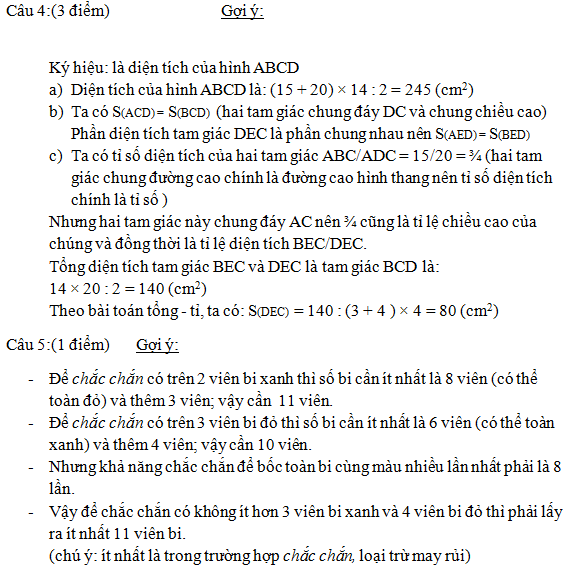 Câu 4:(3 điểm) Gợi ý:
Ký hiệu: là diện tích của hình ABCD
a) Diện tích của hình ABCD là: (15 + 20) × 14 : 2 = 245 (cm²)
b) Ta có S(ACD)= S(BCD) (hai tam giác chung đáy DC và chung chiều cao)
Phần diện tích tam giác DEC là phần chung nhau nên S(AED)= S(BED)
c) Ta có tỉ số diện tích của hai tam giác ABC/ADC = 15/20 = ¾ (hai tam
giác chung đường cao chính là đường cao hình thang nên tỉ số diện tích
chính là tỉ số )
Nhưng hai tam giác này chung đáy AC nên ¾ cũng là tỉ lệ chiều cao của
chúng và đồng thời là tỉ lệ diện tích BEC/DEC.
Tổng diện tích tam giác BEC và DEC là tam giác BCD là:
14 × 20 : 2 = 140 (cm²)
Theo bài toán tổng - tỉ, ta có: S(DEC) = 140 : (3 + 4 ) × 4 = 80 (cm²)
Câu 5:(1 điểm) Gợi ý:
- Để chắc chắn có trên 2 viên bi xanh thì số bi cần ít nhất là 8 viên (có thể
toàn đỏ) và thêm 3 viên; vậy cần 11 viên.
- Để chắc chắn có trên 3 viên bi đỏ thì số bi cần ít nhất là 6 viên (có thể toàn
xanh) và thêm 4 viên; vậy cần 10 viên.
- Nhưng khả năng chắc chắn để bốc toàn bi cùng màu nhiều lần nhất phải là 8
lần.
- Vậy để chắc chắn có không ít hơn 3 viên bi xanh và 4 viên bi đỏ thì phải lấy
ra ít nhất 11 viên bi.
(chú ý: ít nhất là trong trường hợp chắc chắn, loại trừ may rủi)